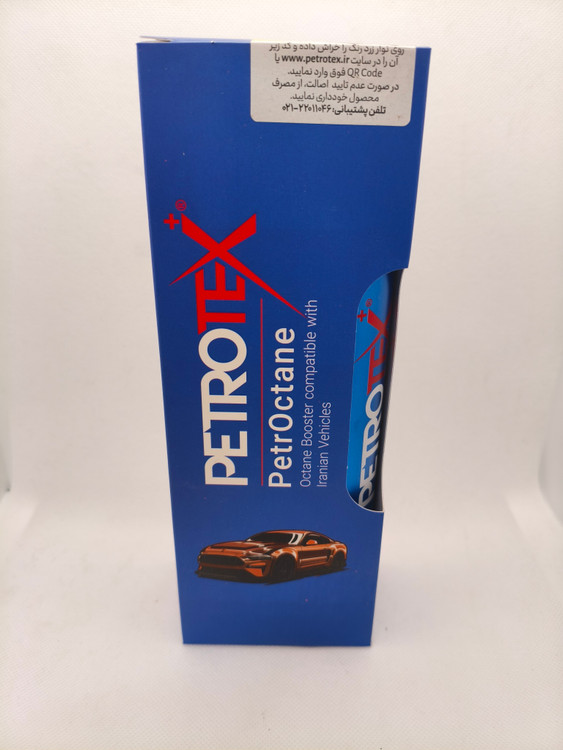 روی نوار زرد رنگ را خراش داده و کد زیر
آن را در سایت www.petrotex.ir یا
QR Code فوق وارد نمایید.
در صورت عدم تایید اصالت، از مصرف
محصول خودداری نمایید.
تلفن پشتیبانی: ۰۲۱-۲۲۰۱۱۰۴۶
PETROTEX+®
PetrOctane
Octane Booster compatible with
Iranian Vehicles
PETROTEX+